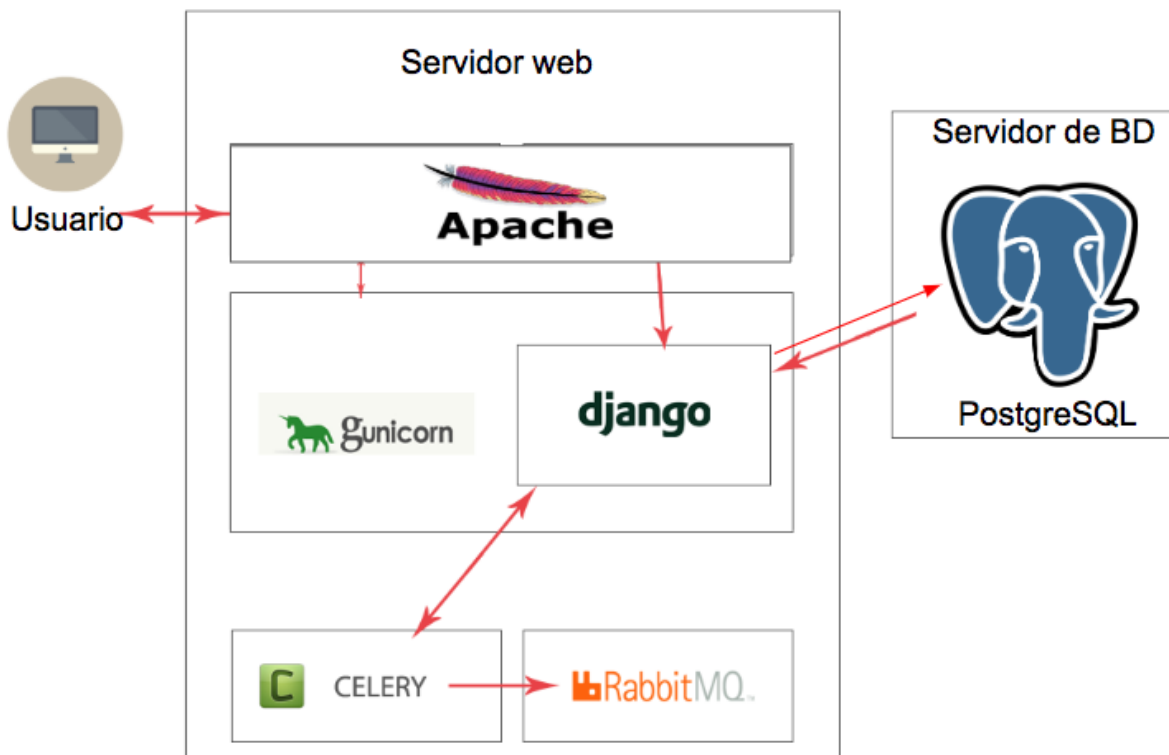 Servidor web
Usuario
Apache
Servidor de BD
PostgreSQL
gunicorn
django
C CELERY
RabbitMQ